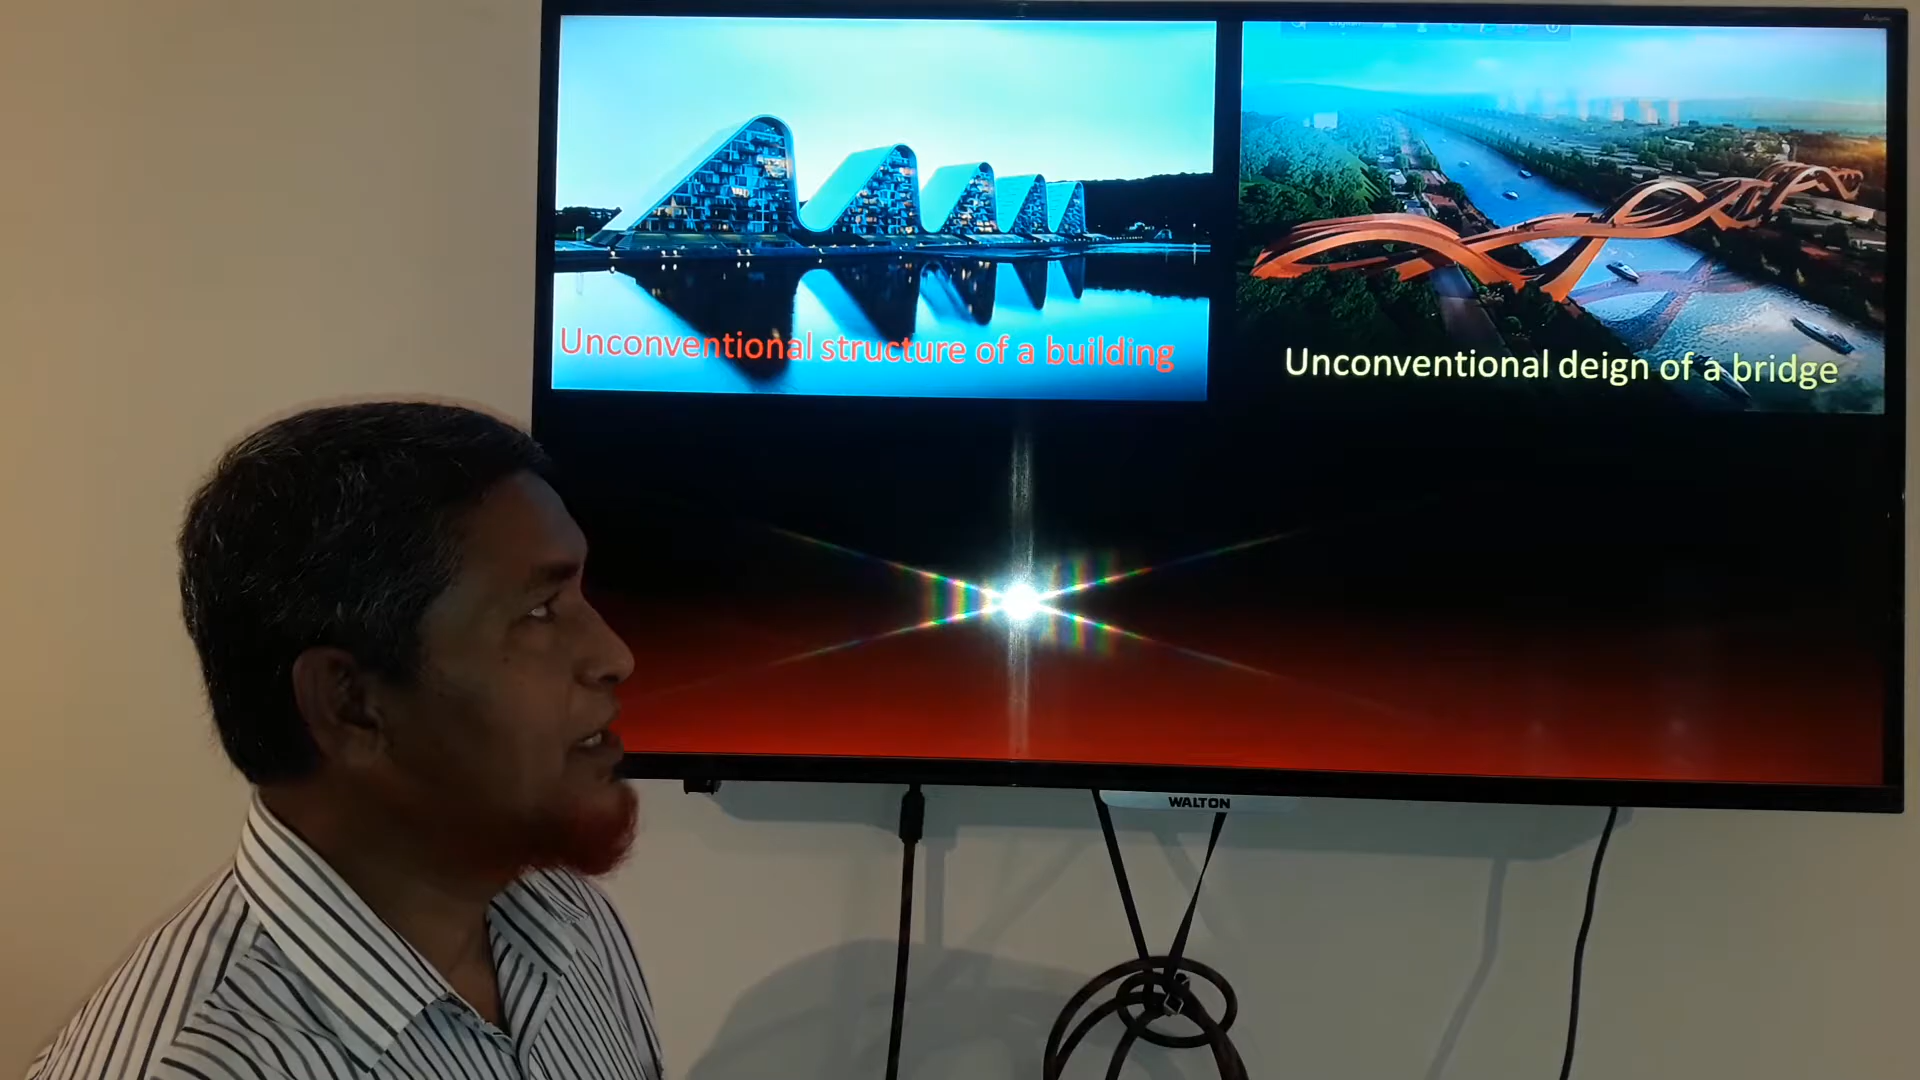 Unconventional structure of a building
Unconventional deign of a bridge
WALTON